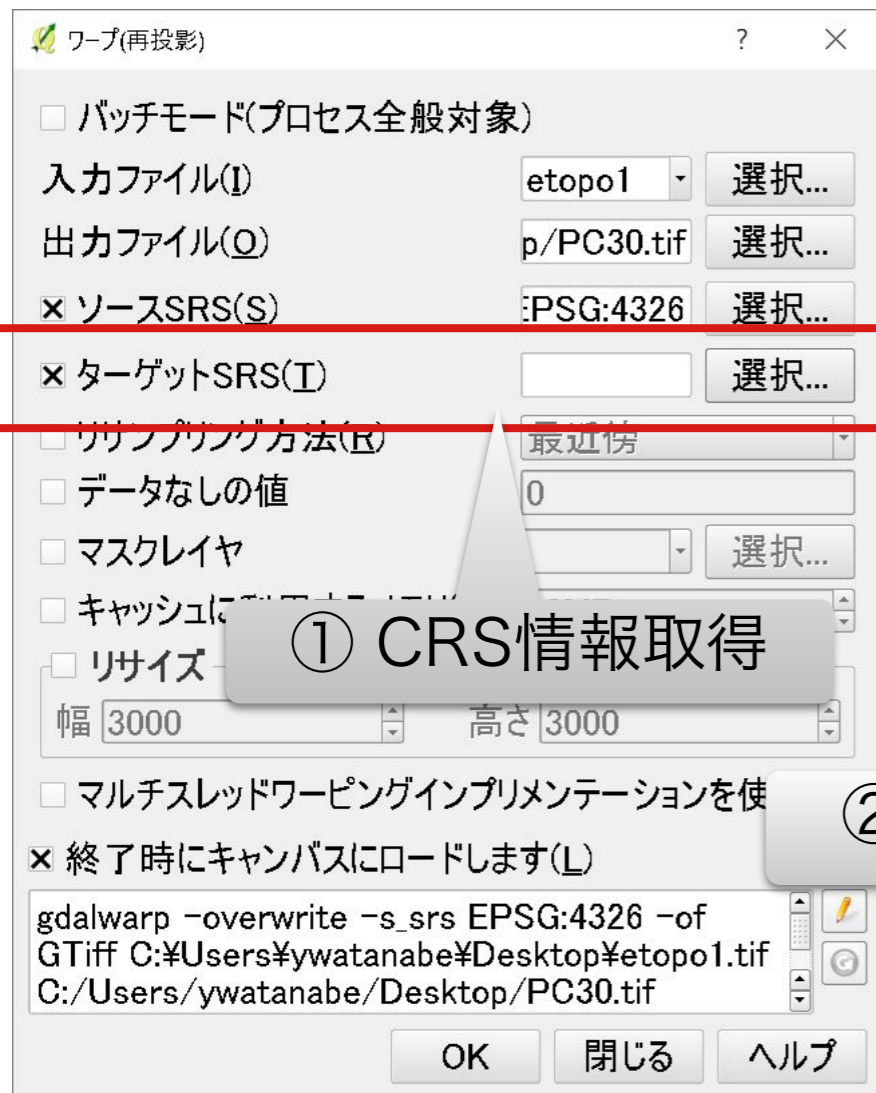 ワープ(再投影) ?
バッチモード(プロセス全般対象)
入力ファイル(I) etopo1 選択...
出力ファイル(O) p/PC30.tif 選択...
ソースSRS(S) EPSG:4326 選択...
ターゲットSRS(T) 選択...
リサンプリング方法(R) 最近傍
データなしの値 0
マスクレイヤ 選択...
キャッシュに
① CRS情報取得
リサイズ
幅 3000 高さ 3000
マルチスレッドワーピングインプリメンテーションを使
②
終了時にキャンバスにロードします(L)
gdalwarp -overwrite -s_srs EPSG:4326 -of
GTiff C:¥Users¥ywatanabe¥Desktop¥etopo1.tif
C:/Users/ywatanabe/Desktop/PC30.tif
OK 閉じる ヘルプ